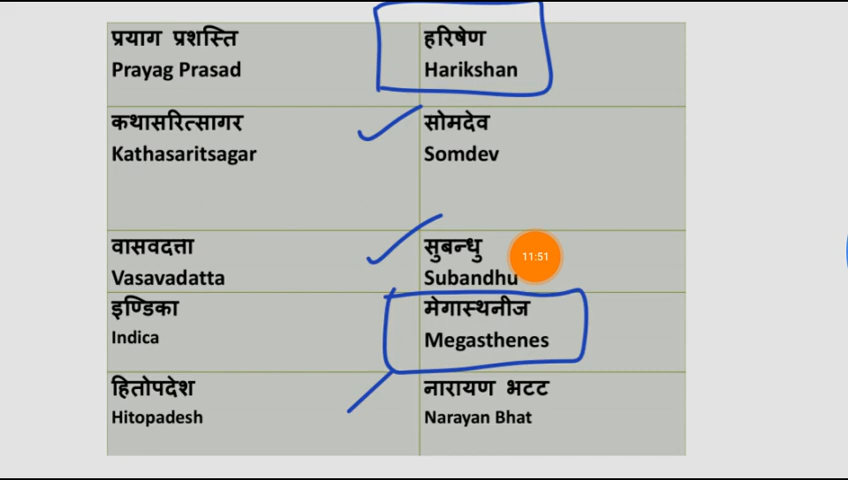 प्रयाग प्रशस्ति
Prayag Prasad
हरिषेण
Harikshan
कथासरित्सागर
Kathasaritsagar
सोमदेव
Somdev
वासवदत्ता
Vasavadatta
सुबन्धु
Subandhu
11:51
इण्डिका
Indica
मेगास्थनीज
Megasthenes
हितोपदेश
Hitopadesh
नारायण भटट
Narayan Bhat